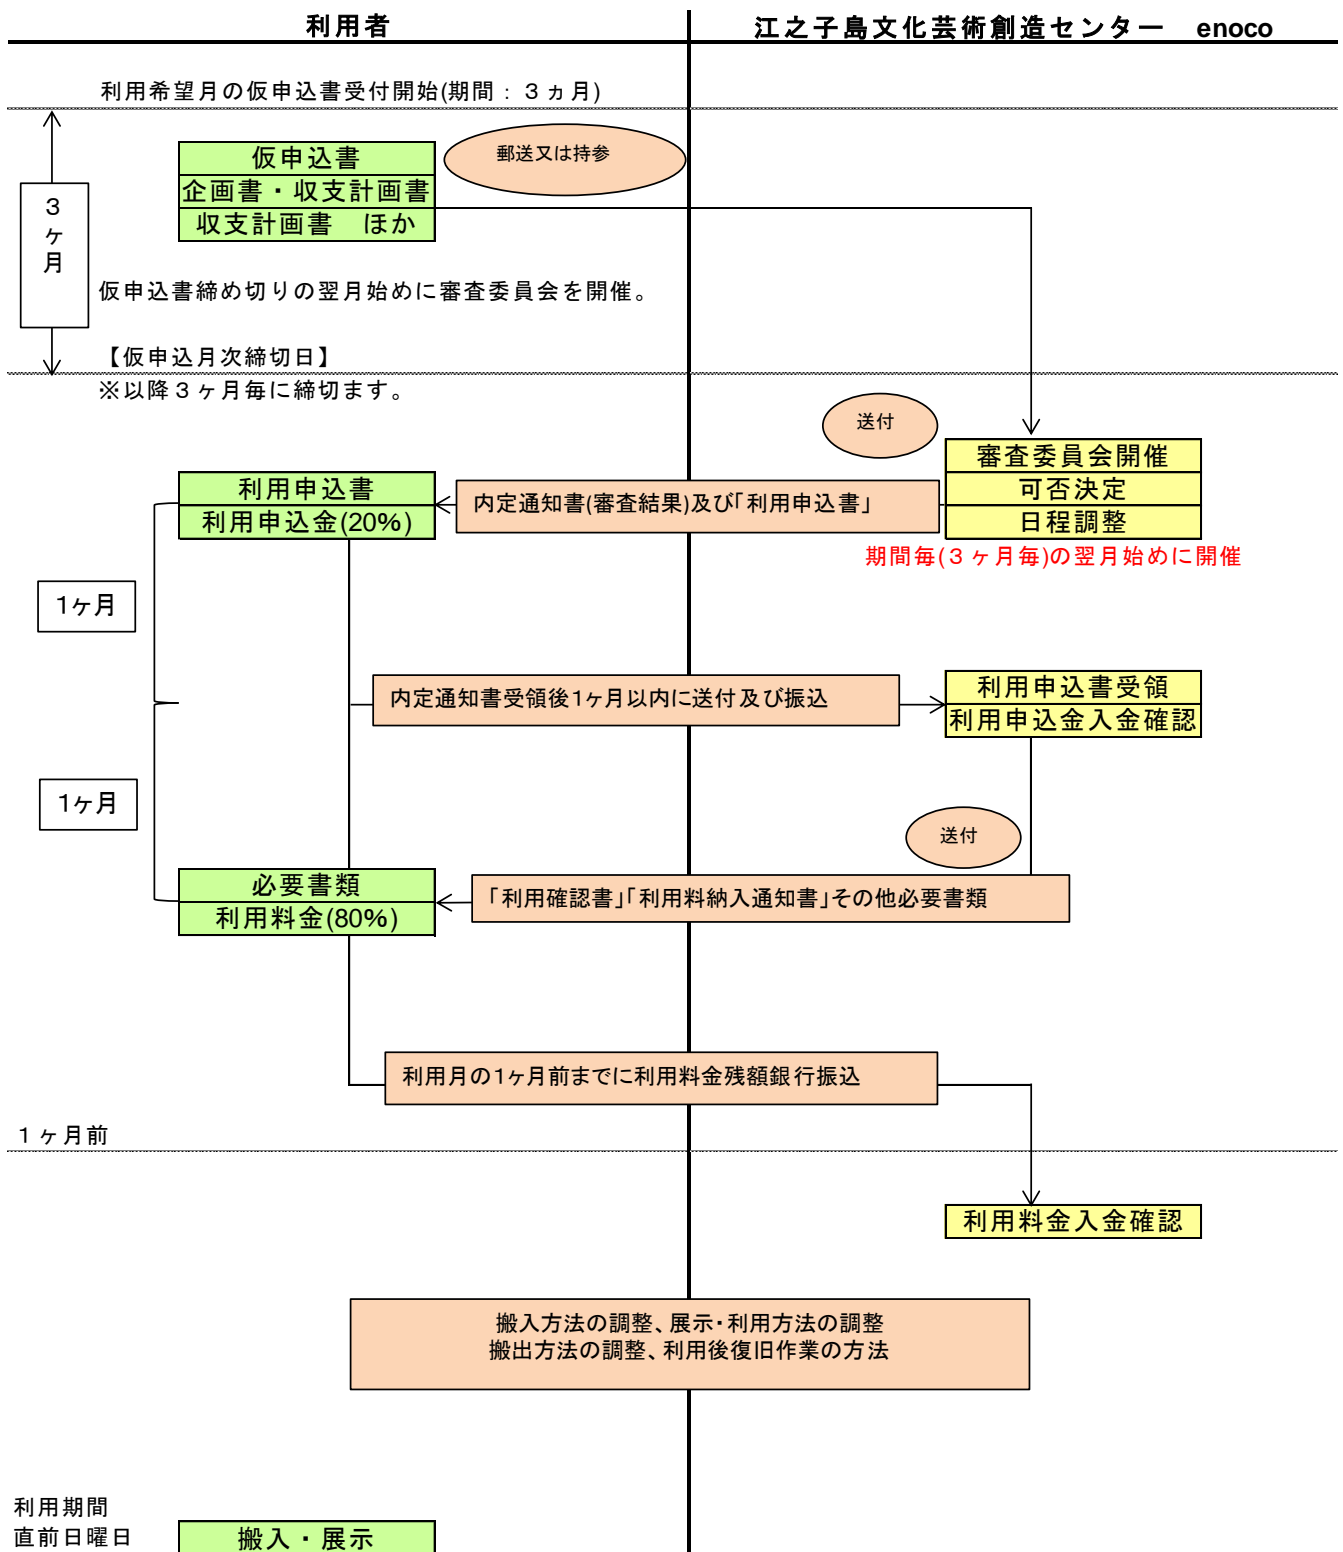 利用者
江之子島文化芸術創造センター　enoco
利用希望月の仮申込書受付開始(期間：３ヵ月)
仮申込書
企画書・収支計画書
収支計画書　ほか
郵送又は持参
３ヶ月
仮申込書締め切りの翌月始めに審査委員会を開催。
【仮申込月次締切日】
※以降３ヶ月毎に締切ます。
送付
審査委員会開催
可否決定
日程調整
利用申込書
利用申込金(20%)
内定通知書(審査結果)及び「利用申込書」
期間毎(３ヶ月毎)の翌月始めに開催
1ヶ月
内定通知書受領後1ヶ月以内に送付及び振込
利用申込書受領
利用申込金入金確認
1ヶ月
送付
必要書類
利用料金(80%)
「利用確認書」「利用料納入通知書」その他必要書類
利用月の1ヶ月前までに利用料金残額銀行振込
１ヶ月前
利用料金入金確認
搬入方法の調整、展示・利用方法の調整
搬出方法の調整、利用後復旧作業の方法
利用期間
直前日曜日
搬入・展示